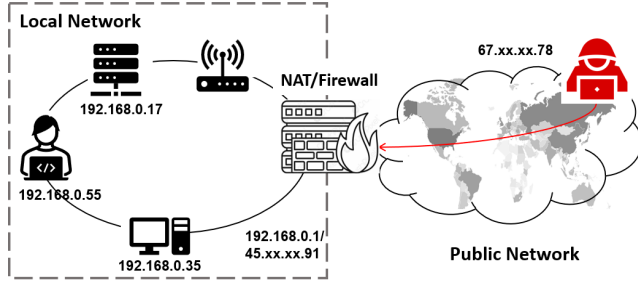 Local Network
67.xx.xx.78
NAT/Firewall
192.168.0.17
</>
192.168.0.55
192.168.0.1/
45.xx.xx.91
192.168.0.35
Public Network